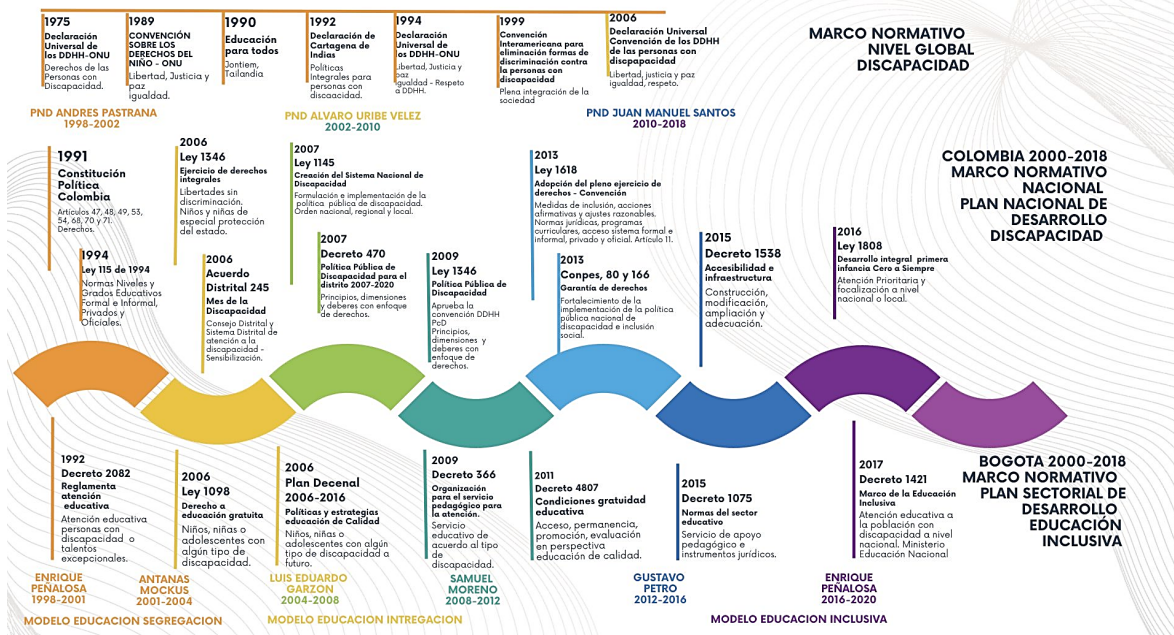 1975
Declaración
Universal de
los DDHH-ONU
Derechos de las
Personas con
Discapacidad.
1989
CONVENCIÓN
SOBRE LOS
DERECHOS DEL
NIÑO - ONU
Libertad, Justicia y
paz
igualdad.
1990
Educación
para todos
Jontiem,
Tailandia
1992
Declaración de
Cartagena de
Indias
Políticas
Integrales para
personas con
discaacidad.
1994
Declaración
Universal de
los DDHH-ONU
Libertad, Justicia y
paz
igualdad - Respeto
a DDHH.
1999
Convención
Interamericana para
eliminación formas de
discriminación contra
la personas con
discapacidad
Plena integración de la
sociedad
2006
Declaración Universal
Convención de los DDHH
de las personas con
discpapacidad
Libertad, justicia y paz
igualdad, respeto.
MARCO NORMATIVO
NIVEL GLOBAL
DISCAPACIDAD
PND ANDRES PASTRANA
1998-2002
PND ALVARO URIBE VELEZ
2002-2010
PND JUAN MANUEL SANTOS
2010-2018
1991
Constitución
Política
Colombia
Artículos 47, 48, 49, 53,
54, 68, 70 y 71.
Derechos.
1994
Ley 115 de 1994
Normas Niveles y
Grados Educativos
Formal e Informal,
Privados y
Oficiales.
2006
Ley 1346
Ejercicio de derechos
integrales
Libertades sin
discriminación.
Niños y niñas de
especial protección
del estado.
2006
Acuerdo
Distrital 245
Mes de la
Discapacidad
Consejo Distrital y
Sistema Distrital de
atención a la
discapacidad -
Sensibilización.
2007
Ley 1145
Creación del Sistema Nacional de
Discapacidad
Formulación e implementación de la
política pública de discapacidad.
Orden nacional, regional y local.
2007
Decreto 470
Política Pública de
Discapacidad para el
distrito 2007-2020
Principios, dimensiones
y deberes con enfoque
de derechos.
2009
Ley 1346
Política Pública de
Discapacidad
Aprueba la
convención DDHH
PcD
Principios,
dimensiones y
deberes con
enfoque de
derechos.
2013
Ley 1618
Adopción del pleno ejercicio de
derechos - Convención
Medidas de inclusión, acciones
afirmativas y ajustes razonables.
Normas jurídicas, programas
curriculares, acceso sistema formal e
informal, privado y oficial. Artículo 11.
2013
Conpes, 80 y 166
Garantía de derechos
Fortalecimiento de la
implementación de la política
pública nacional de
discapacidad e inclusión
social.
2015
Decreto 1538
Accesibilidad e
infraestructura
Construcción,
modificación,
ampliación y
adecuación.
2016
Ley 1808
Desarrollo integral primera
infancia Cero a Siempre
Atención Prioritaria y
focalización a nivel
nacional o local.
COLOMBIA 2000-2018
MARCO NORMATIVO
NACIONAL
PLAN NACIONAL DE
DESARROLLO
DISCAPACIDAD
1992
Decreto 2082
Reglamenta
atención
educativa
Atención educativa
personas con
discapacidad o
talentos
excepcionales.
2006
Ley 1098
Derecho a
educación gratuita
Niños, niñas o
adolescentes con
algún tipo de
discapacidad.
2006
Plan Decenal
2006-2016
Políticas y estrategias
educación de Calidad
Niños, niñas o
adolescentes con algún
tipo de discapacidad a
futuro.
2009
Decreto 366
Organización
para el servicio
pedagógico para
la atención.
Servicio
educativo de
acuerdo al tipo
de
discapacidad.
2011
Decreto 4807
Condiciones gratuidad
educativa
Acceso, permanencia,
promoción, evaluación
en perspectiva
educación de calidad.
2015
Decreto 1075
Normas del sector
educativo
Servicio de apoyo
pedagógico e
instrumentos jurídicos.
2017
Decreto 1421
Marco de la Educación
Inclusiva
Atención educativa a
la población con
discapacidad a nivel
nacional. Ministerio
Educación Nacional
BOGOTA 2000-2018
MARCO NORMATIVO
PLAN SECTORIAL DE
DESARROLLO
EDUCACIÓN
INCLUSIVA
ENRIQUE
PEÑALOSA
1998-2001
ANTANAS
MOCKUS
2001-2004
LUIS EDUARDO
GARZON
2004-2008
SAMUEL
MORENO
2008-2012
GUSTAVO
PETRO
2012-2016
ENRIQUE
PEÑALOSA
2016-2020
MODELO EDUCACION SEGREGACION
MODELO EDUCACION INTREGACION
MODELO EDUCACION INCLUSIVA